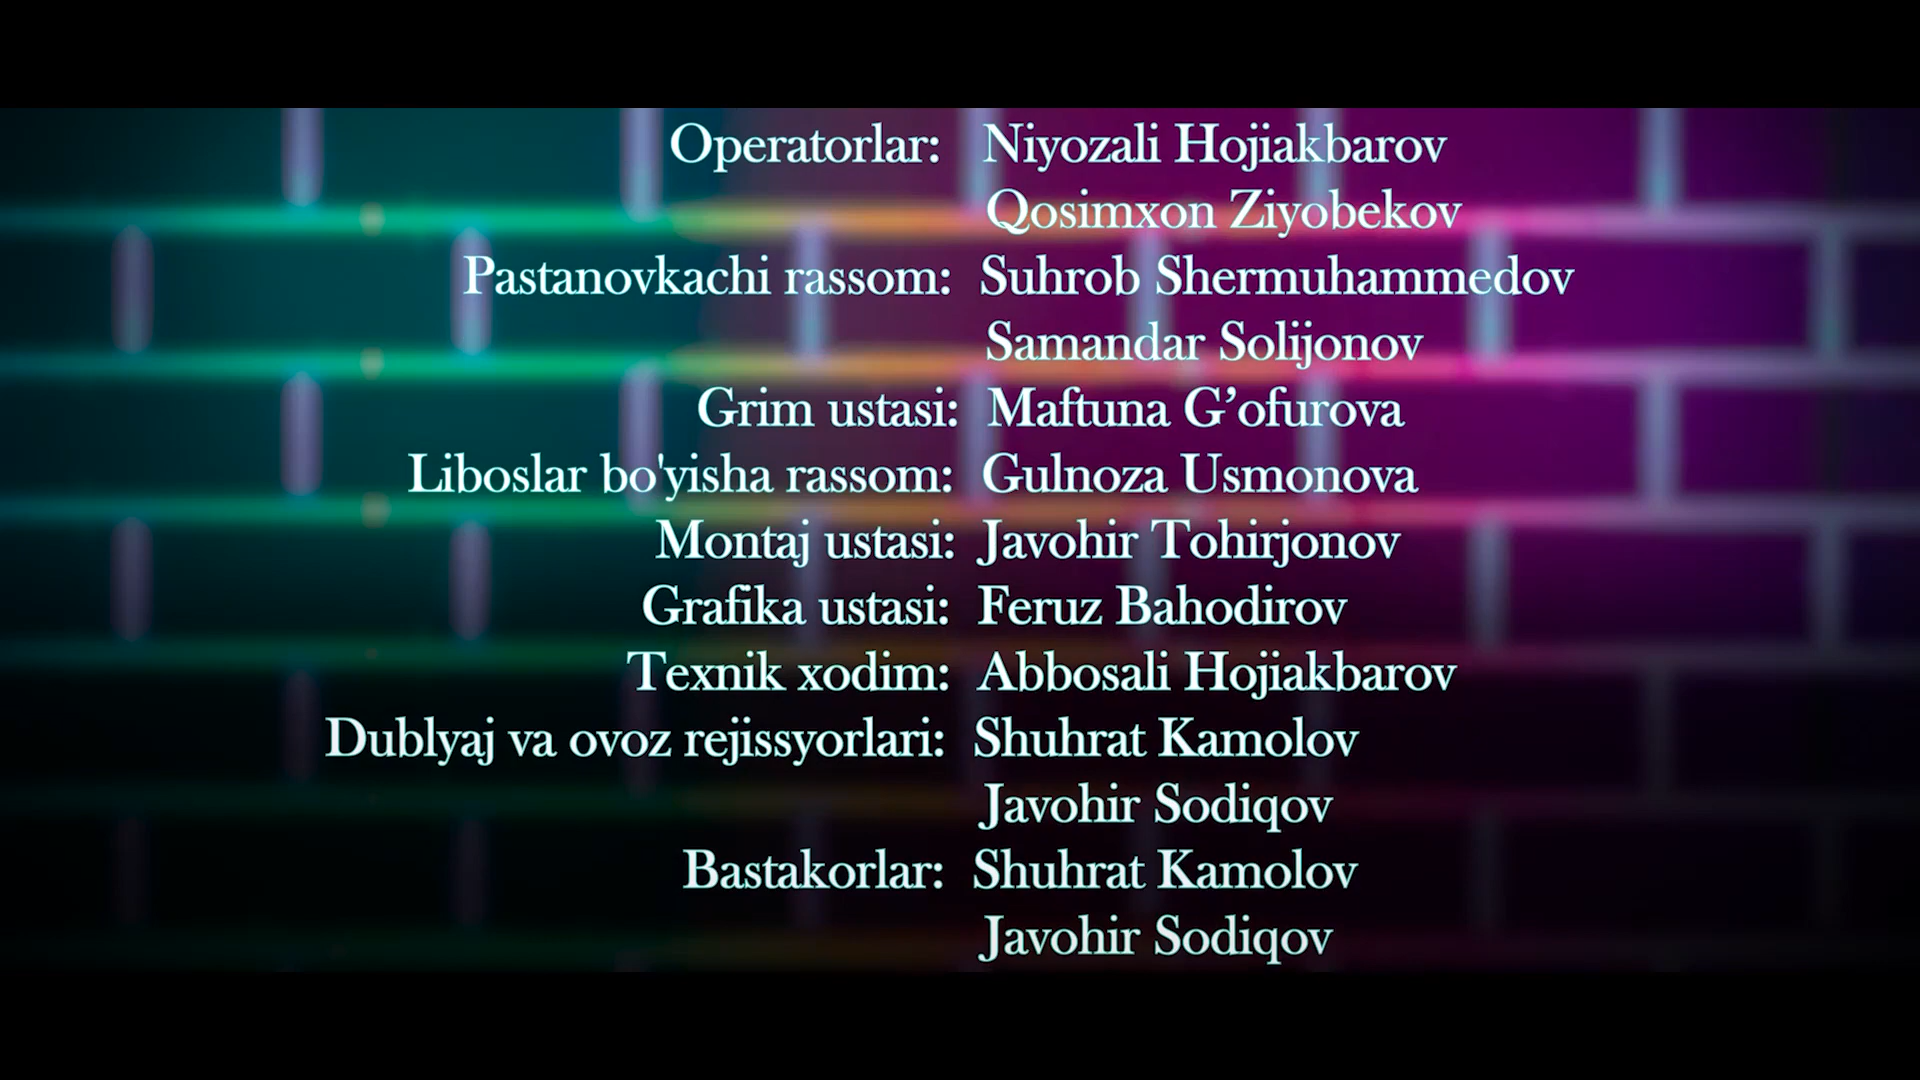 Operatorlar: Niyozali Hojiakbarov
Qosimxon Ziyobekov
Pastanovkachi rassom: Suhrob Shermuhammedov
Samandar Solijonov
Grim ustasi: Maftuna G’ofurova
Liboslar bo'yisha rassom: Gulnoza Usmonova
Montaj ustasi: Javohir Tohirjonov
Grafika ustasi: Feruz Bahodirov
Texnik xodim: Abbosali Hojiakbarov
Dublyaj va ovoz rejissyorlari: Shuhrat Kamolov
Javohir Sodiqov
Bastakorlar: Shuhrat Kamolov
Javohir Sodiqov